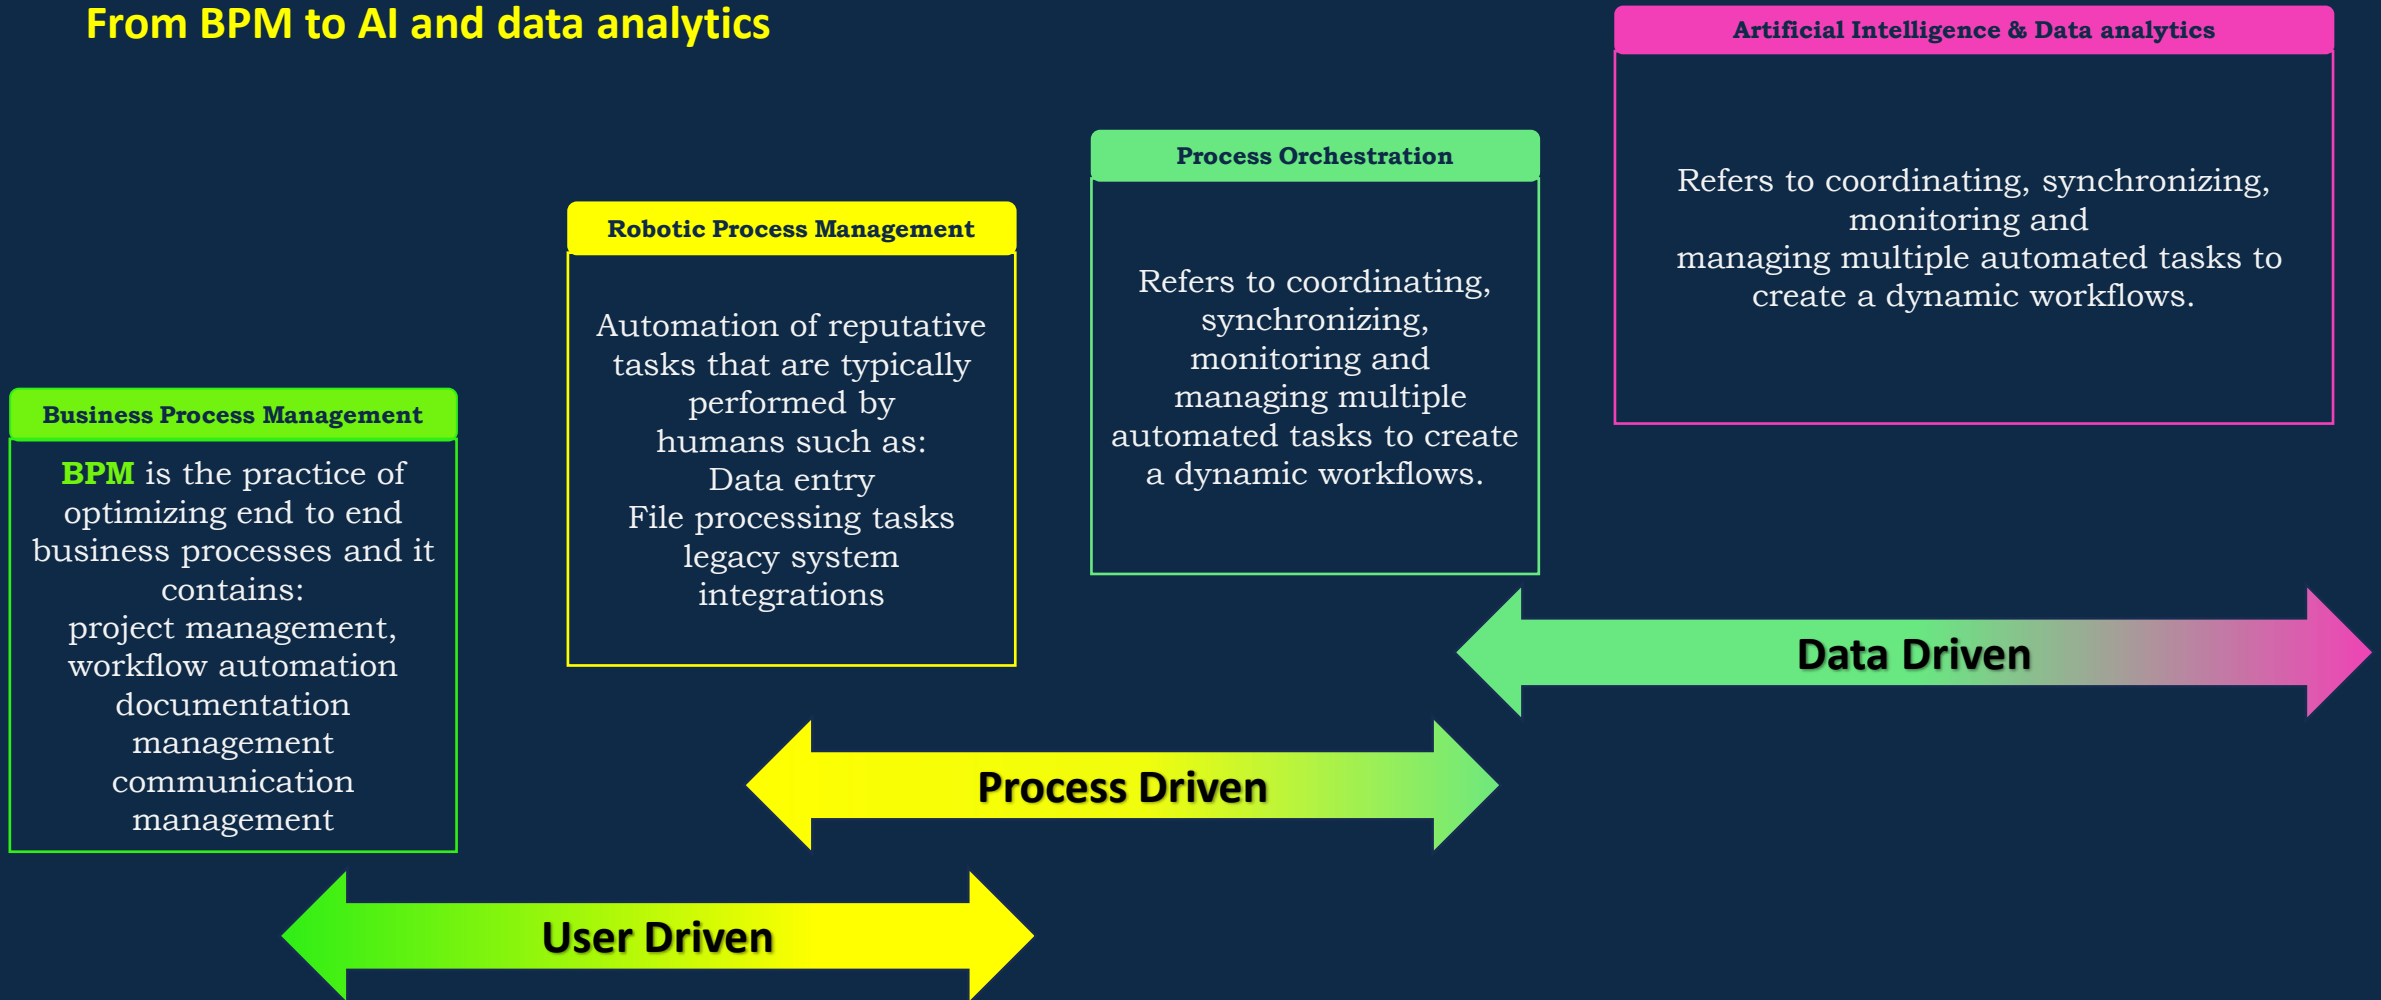 From BPM to AI and data analytics
Artificial Intelligence & Data analytics
Refers to coordinating, synchronizing,
monitoring and
managing multiple automated tasks to
create a dynamic workflows.
Process Orchestration
Refers to coordinating,
synchronizing,
monitoring and
managing multiple
automated tasks to create
a dynamic workflows.
Robotic Process Management
Automation of reputative
tasks that are typically
performed by
humans such as:
Data entry
File processing tasks
legacy system
integrations
Business Process Management
BPM is the practice of
optimizing end to end
business processes and it
contains:
project management,
workflow automation
documentation
management
communication
management
Data Driven
Process Driven
User Driven